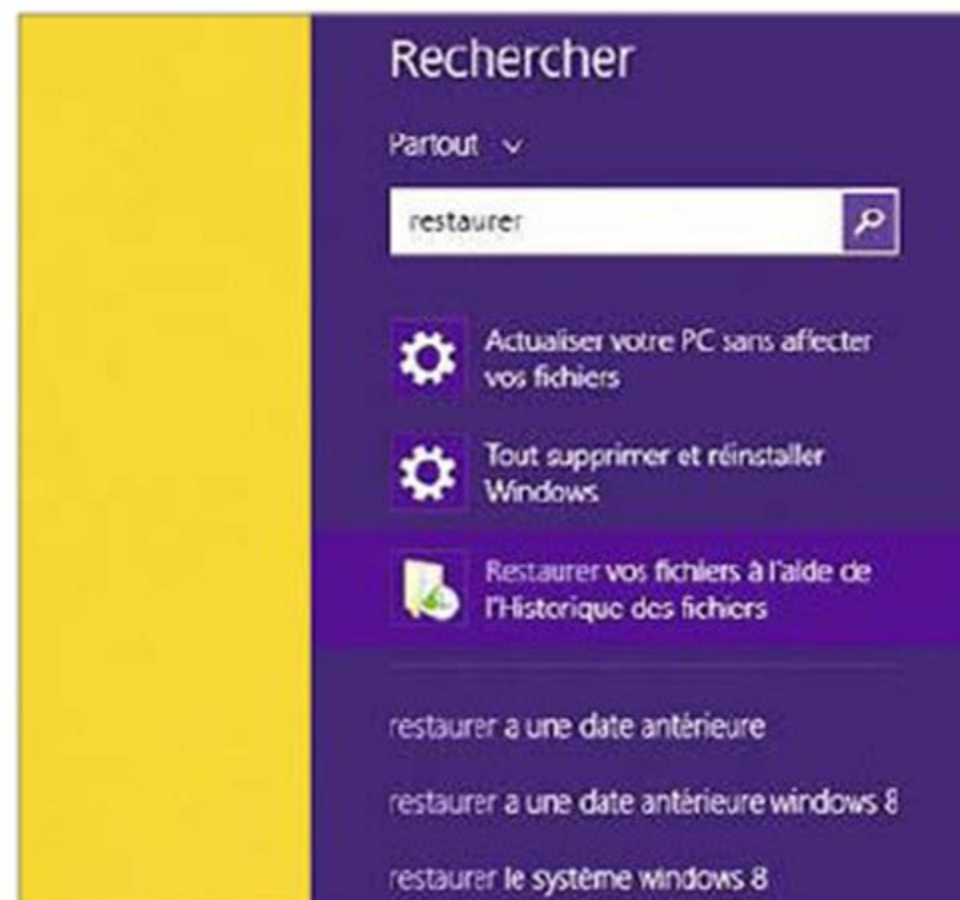 Rechercher
Partout
restaurer
Actualiser votre PC sans affecter
vos fichiers
Tout supprimer et réinstaller
Windows
Restaurer vos fichiers à l'aide de
l'Historique des fichiers
restaurer a une date antérieure
restaurer a une date antérieure windows 8
restaurer le système windows 8